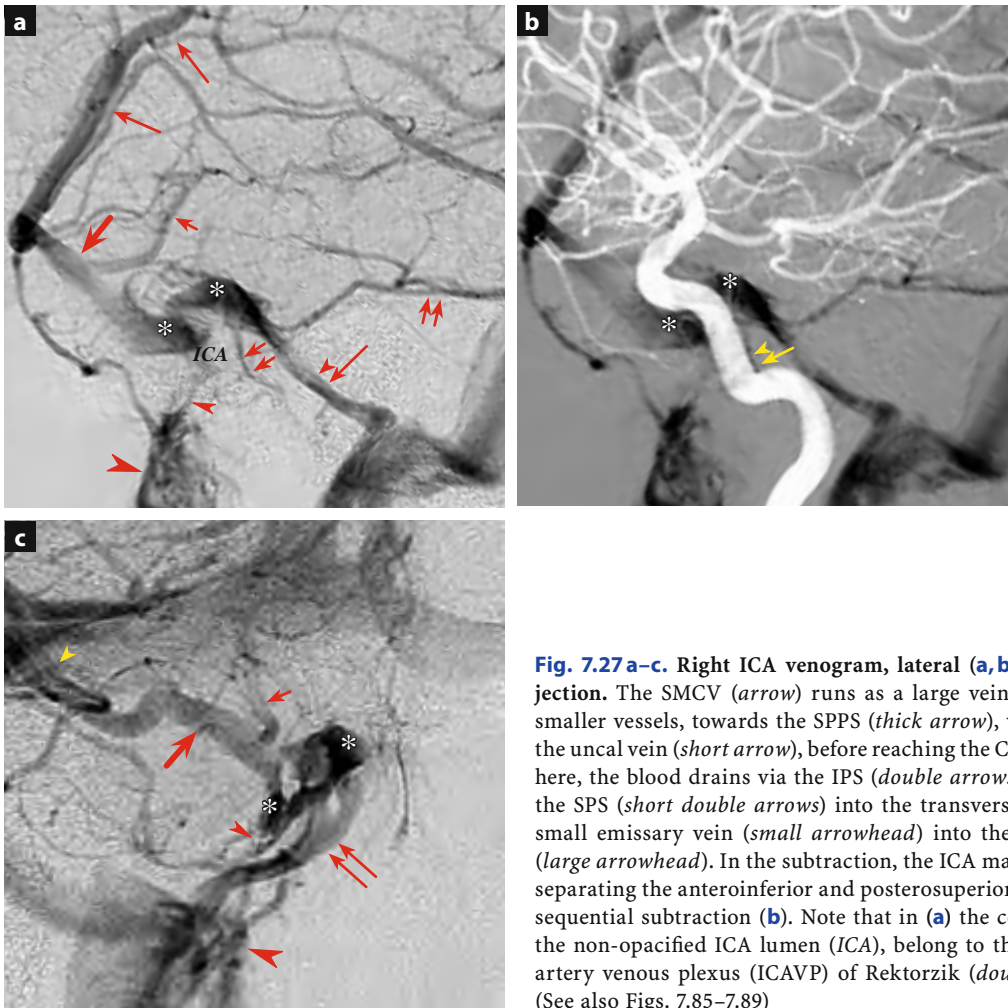 a
b
*
*
*
*
ICA
c
*
*
Fig. 7.27 a–c. Right ICA venogram, lateral (a, b
jection. The SMCV (arrow) runs as a large vein
smaller vessels, towards the SPPS (thick arrow),
the uncal vein (short arrow), before reaching the C
here, the blood drains via the IPS (double arrows
the SPS (short double arrows) into the transvers
small emissary vein (small arrowhead) into the
(large arrowhead). In the subtraction, the ICA ma
separating the anteroinferior and posterosuperior
sequential subtraction (b). Note that in (a) the c
the non-opacified ICA lumen (ICA), belong to th
artery venous plexus (ICAVP) of Rektorzik (dou
(See also Figs. 7.85–7.89)